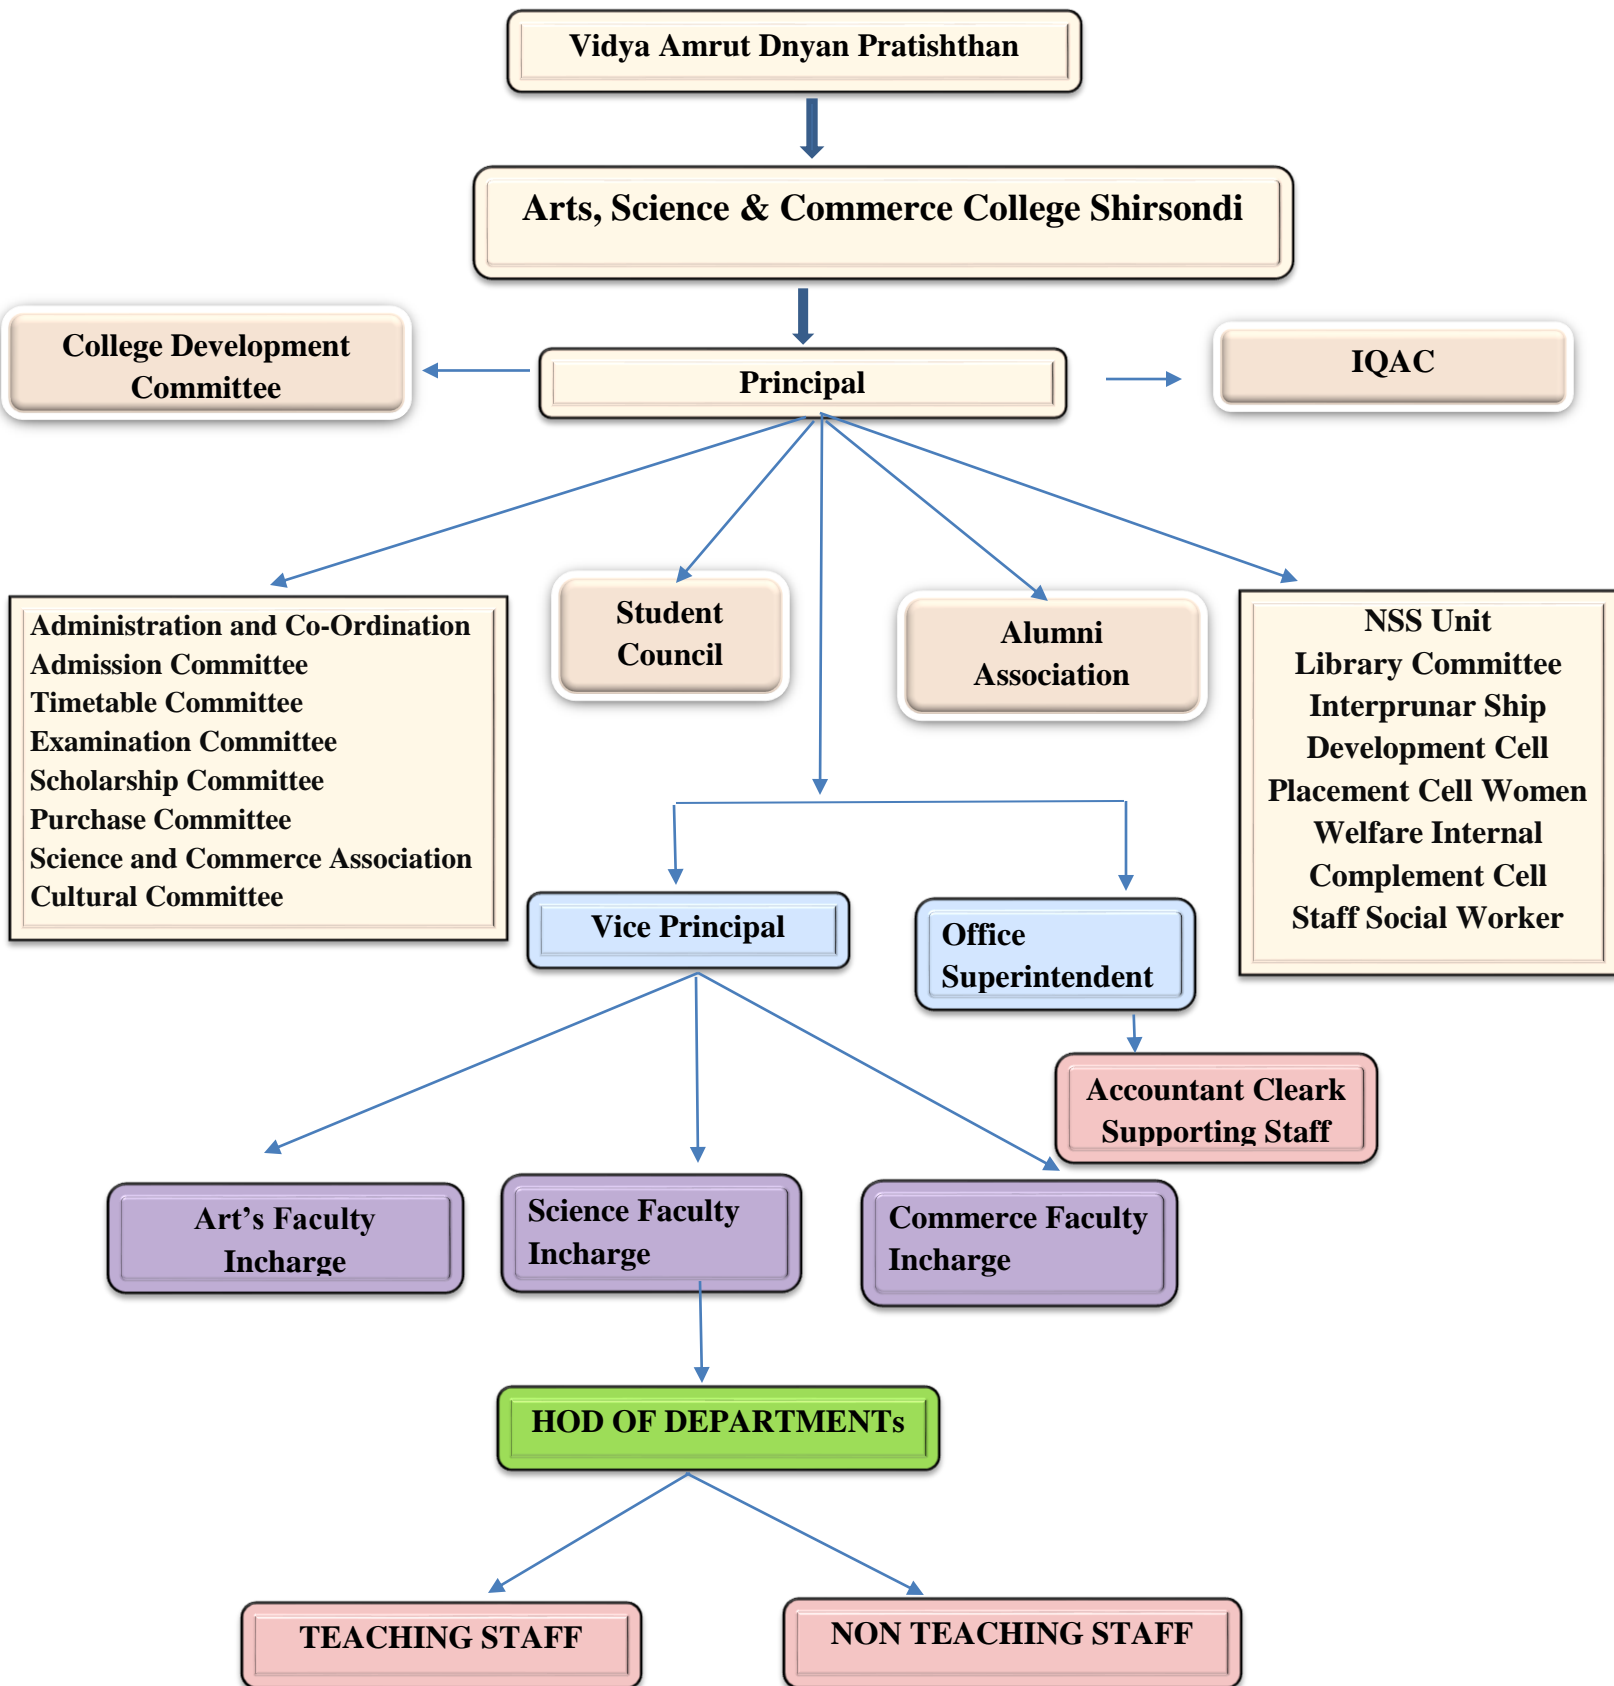 Vidya Amrut Dnyan Pratishthan
Arts, Science & Commerce College Shirsondi
College Development
Committee
Principal
IQAC
Administration and Co-Ordination
Admission Committee
Timetable Committee
Examination Committee
Scholarship Committee
Purchase Committee
Science and Commerce Association
Cultural Committee
Student
Council
Alumni
Association
NSS Unit
Library Committee
Interprunar Ship
Development Cell
Placement Cell Women
Welfare Internal
Complement Cell
Staff Social Worker
Vice Principal
Office
Superintendent
Accountant Cleark
Supporting Staff
Art’s Faculty
Incharge
Science Faculty
Incharge
Commerce Faculty
Incharge
HOD OF DEPARTMENTs
TEACHING STAFF
NON TEACHING STAFF